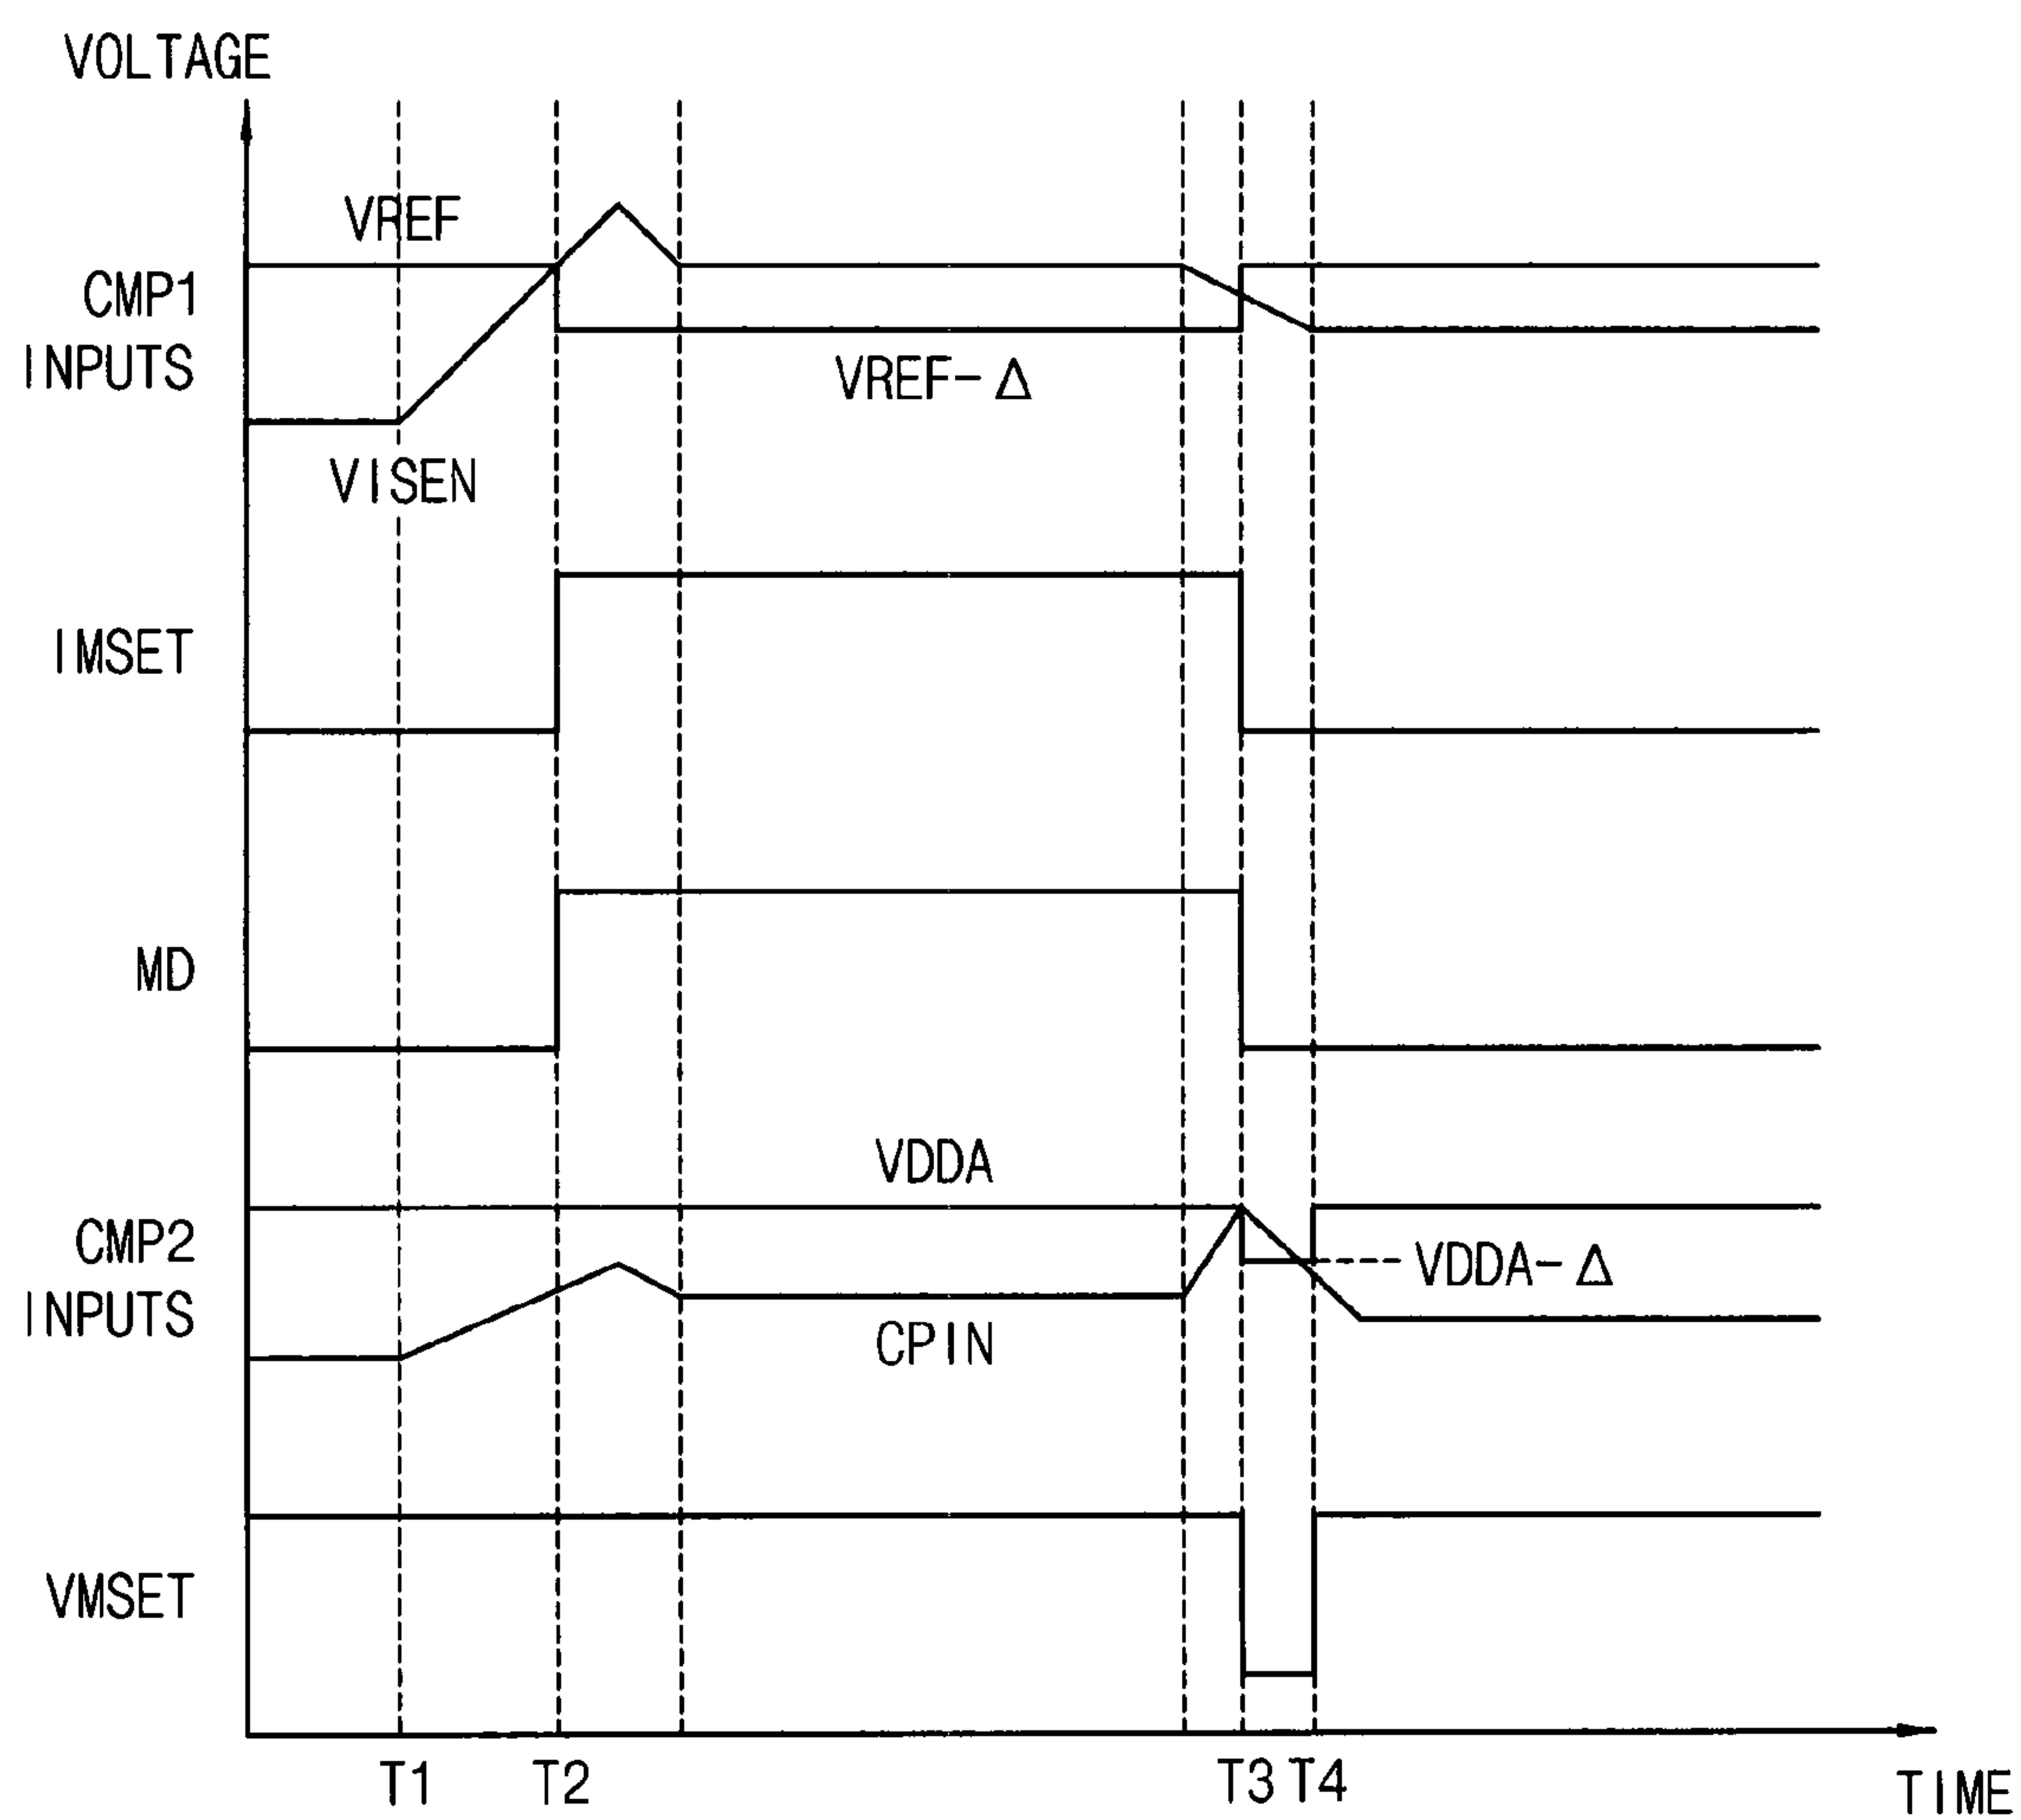 VOLTAGE
VREF
CMP1
INPUTS
VREF-Δ
VISEN
IMSET
MD
VDDA
CMP2
INPUTS
VDDA-Δ
CPIN
VMSET
T1 T2 T3 T4
TIME